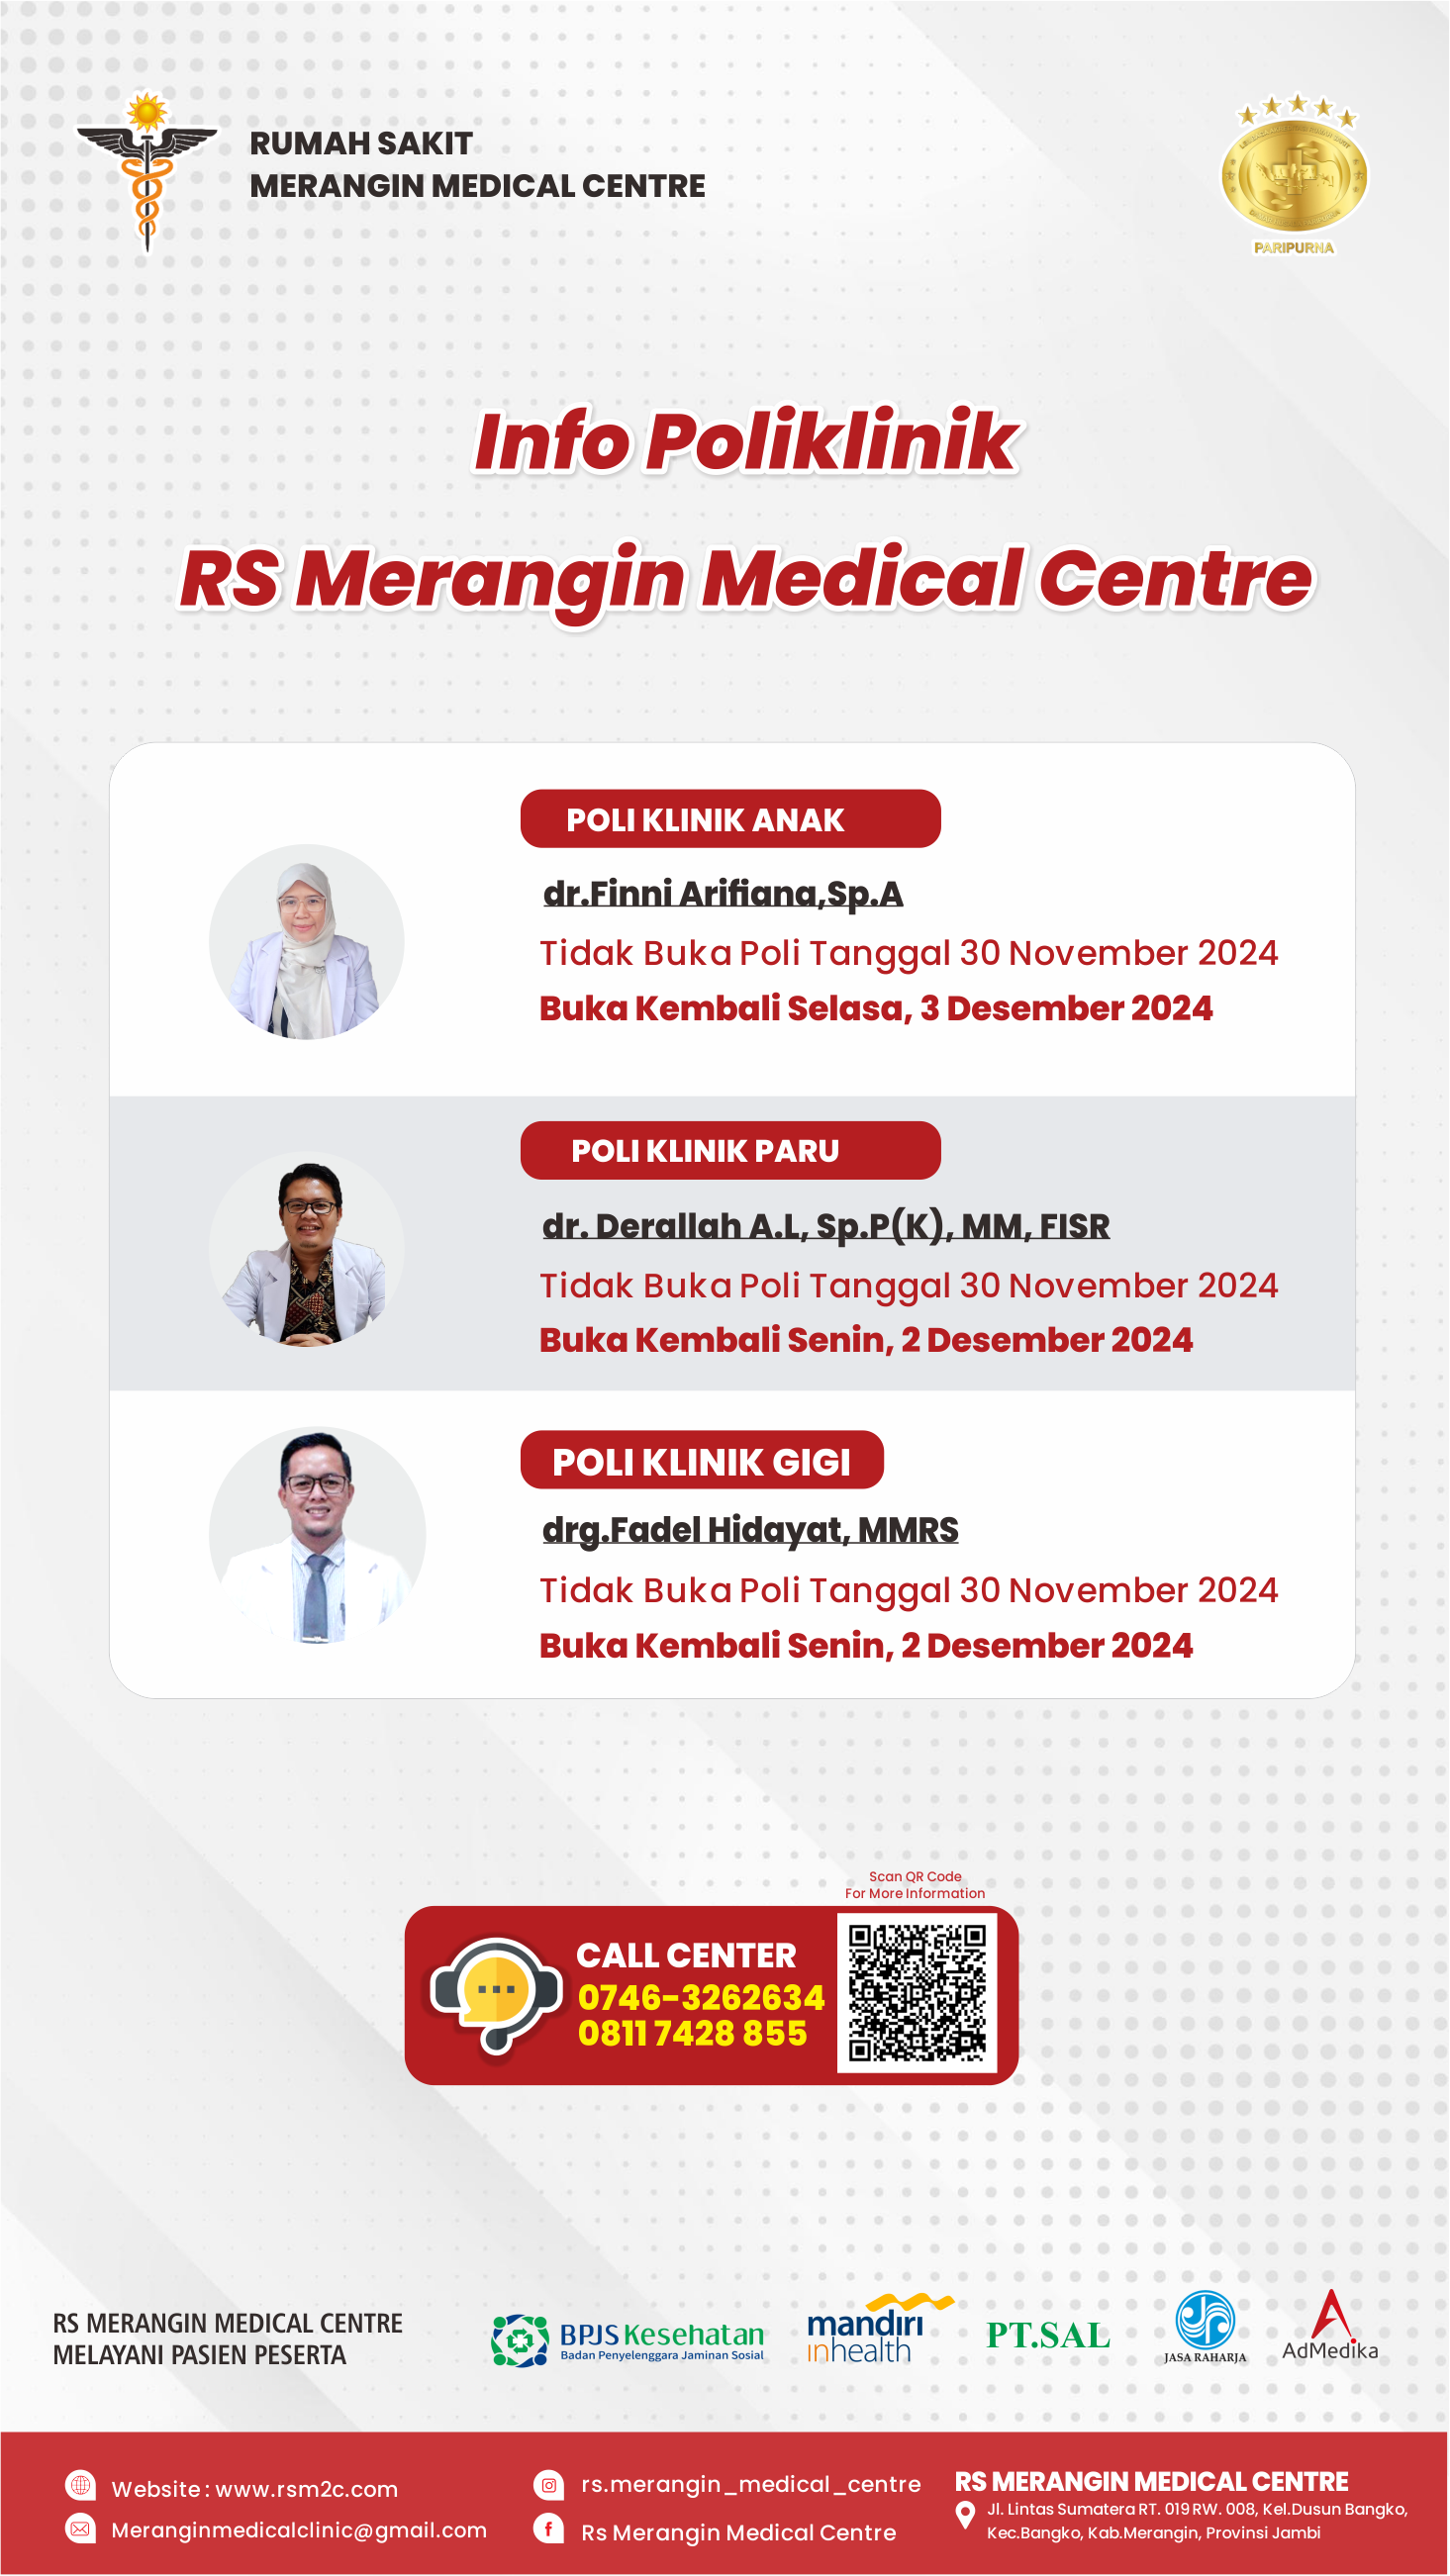 RUMAH SAKIT
MERANGIN MEDICAL CENTRE
PARIPURNA
Info Poliklinik
RS Merangin Medical Centre
POLI KLINIK ANAK
dr.Finni Arifiana,Sp.A
Tidak Buka Poli Tanggal 30 November 2024
Buka Kembali Selasa, 3 Desember 2024
POLI KLINIK PARU
dr. Derallah A.L, Sp.P(K), MM, FISR
Tidak Buka Poli Tanggal 30 November 2024
Buka Kembali Senin, 2 Desember 2024
POLI KLINIK GIGI
drg.Fadel Hidayat, MMRS
Tidak Buka Poli Tanggal 30 November 2024
Buka Kembali Senin, 2 Desember 2024
Scan QR Code
For More Information
CALL CENTER
0746-3262634
0811 7428 855
RS MERANGIN MEDICAL CENTRE
MELAYANI PASIEN PESERTA
BPJS Kesehatan
Badan Penyelenggara Jaminan Sosial
mandiri
inhealth
PT.SAL
JASA RAHARJA
AdMedika
Website : www.rsm2c.com
Meranginmedicalclinic@gmail.com
rs.merangin_medical_centre
Rs Merangin Medical Centre
RS MERANGIN MEDICAL CENTRE
Jl. Lintas Sumatera RT. 019 RW. 008, Kel.Dusun Bangko,
Kec.Bangko, Kab.Merangin, Provinsi Jambi